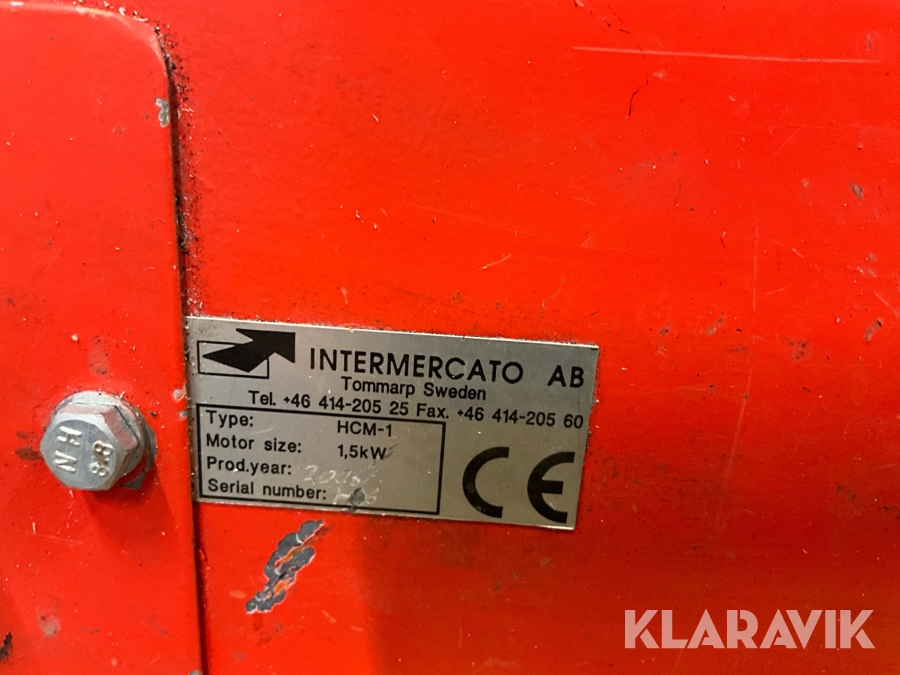 INTERMERCATO AB
Tommarp Sweden
Tel. +46 414-205 25 Fax. +46 414-205 60
Type: HCM-1
Motor size: 1,5kW
Prod.year:
Serial number:
CE
NH
8.8
KLARAVIK